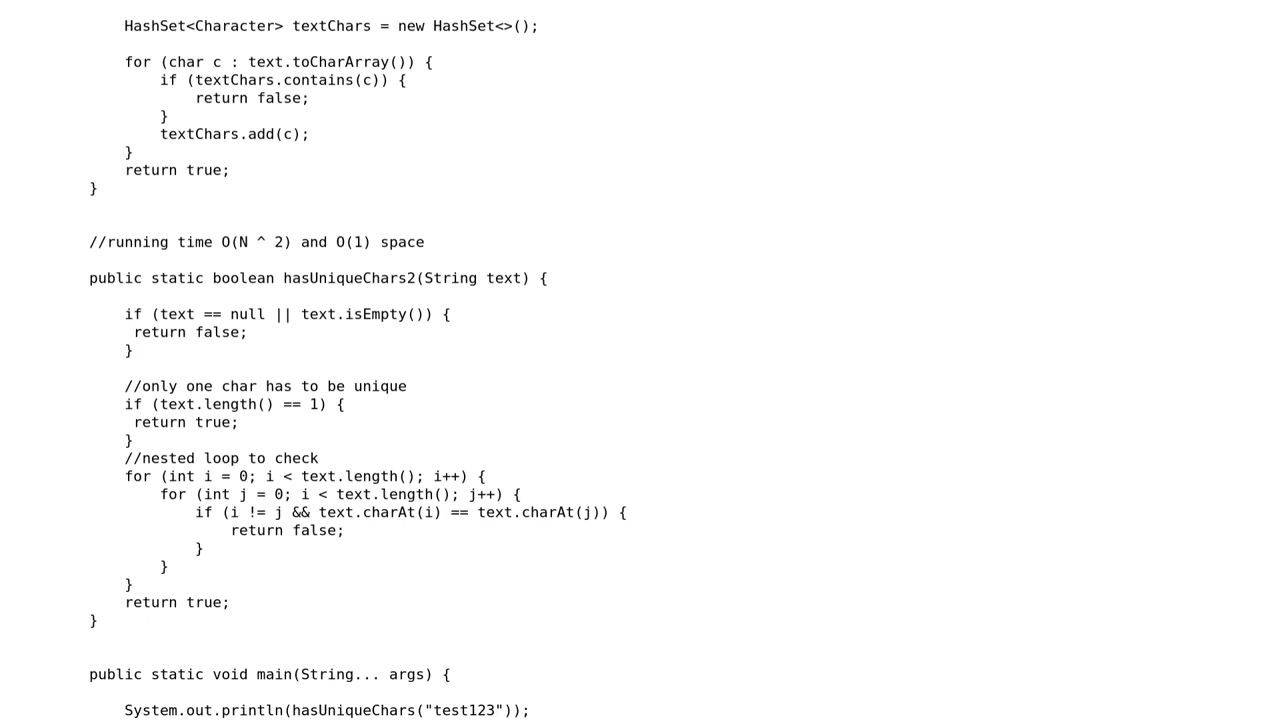 HashSet<Character> textChars = new HashSet<>();
for (char c : text.toCharArray()) {
if (textChars.contains(c)) {
return false;
}
textChars.add(c);
}
return true;
}
//running time O(N ^ 2) and O(1) space
public static boolean hasUniqueChars2(String text) {
if (text == null || text.isEmpty()) {
return false;
}
//only one char has to be unique
if (text.length() == 1) {
return true;
}
//nested loop to check
for (int i = 0; i < text.length(); i++) {
for (int j = 0; i < text.length(); j++) {
if (i != j && text.charAt(i) == text.charAt(j)) {
return false;
}
}
}
return true;
}
public static void main(String... args) {
System.out.println(hasUniqueChars("test123"));